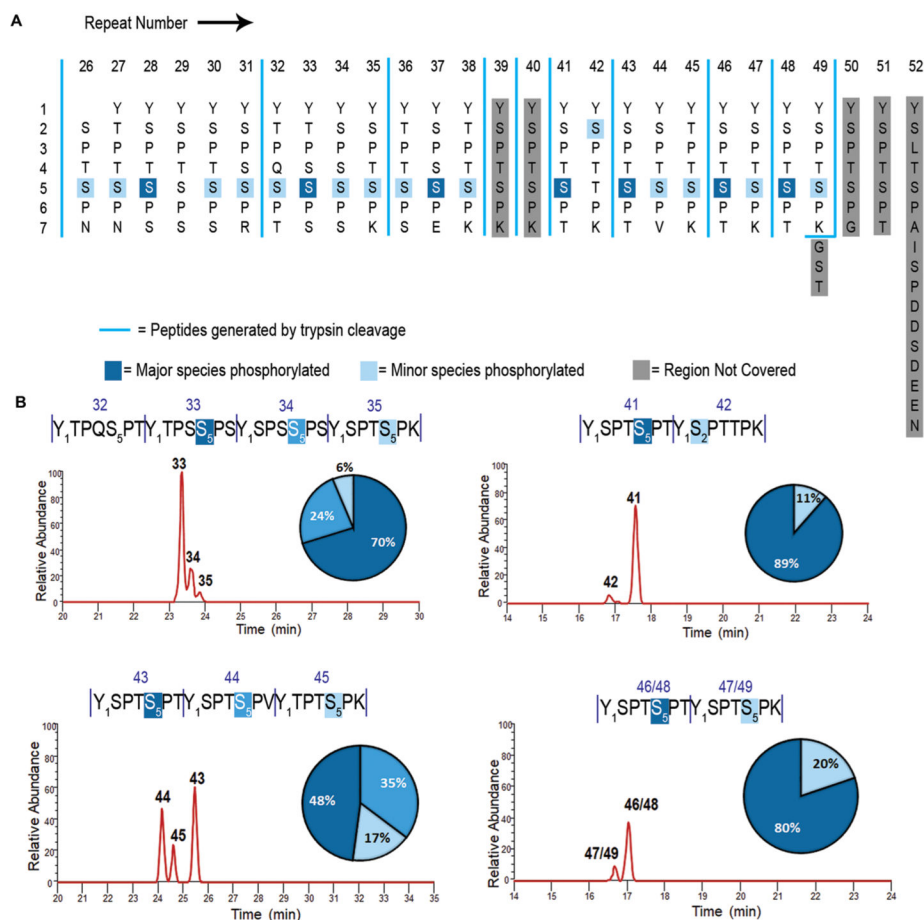 A
Repeat Number
26 27 28 29 30 31 32 33 34 35 36 37 38 39 40 41 42 43 44 45 46 47 48 49 50 51 52
1 Y Y Y Y Y Y Y Y Y Y Y Y Y Y Y Y Y Y Y Y Y Y Y Y Y Y
2 S T S S S S T T S S T S T S S S S S S T S S S S S S S
3 P P P P P P P P P P P P P P P P P P P P P P P P P P L
4 T T T T T S Q S S T T T T T T T T T T T T T T T T T T
5 S S S S S S S S S S S S S S S S T S S S S S S S S S S
6 P P P P P P P P P P P P P P P P P P P P P P P P P P P
7 N N S S S R T S S K S E K K K T K T V K T K T K G T A
G I
S S
T P
D
D
S
D
E
E
N
= Peptides generated by trypsin cleavage
= Major species phosphorylated = Minor species phosphorylated = Region Not Covered
B
32 33 34 35
Y1TPQS5PT Y1TPSS5PS Y1SPSS5PS Y1SPTS5PK
41 42
Y1SPTS5PT Y1S2PTTPK
Relative Abundance
100
80
60
40
20
0
33
34
35
6%
24%
70%
20 21 22 23 24 25 26 27 28 29 30
Time (min)
Relative Abundance
100
80
60
40
20
0
42
41
11%
89%
14 15 16 17 18 19 20 21 22 23 24
Time (min)
43 44 45
Y1SPTS5PT Y1SPTS5PV Y1TPTS5PK
46/48 47/49
Y1SPTS5PT Y1SPTS5PK
Relative Abundance
100
80
60
40
20
0
44
45
43
35%
48%
17%
20 21 22 23 24 25 26 27 28 29 30 31 32 33 34 35
Time (min)
Relative Abundance
100
80
60
40
20
0
47/49
46/48
20%
80%
14 15 16 17 18 19 20 21 22 23 24
Time (min)